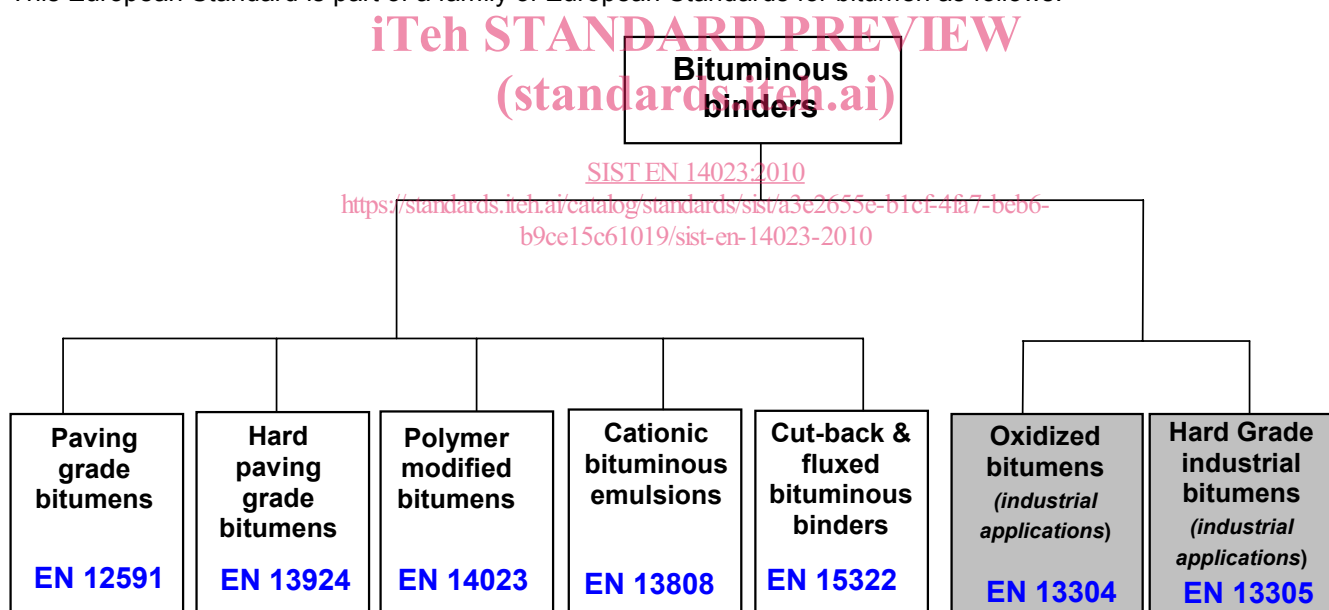 This European Standard is part of a family of European Standards for bitumen as follows:
iTeh STANDARD PREVIEW
(standards.iteh.ai)
Bituminous
binders
SIST EN 14023:2010
https://standards.iteh.ai/catalog/standards/sist/a3e2655e-b1cf-4fa7-beb6-
b9ce15c61019/sist-en-14023-2010
Paving
grade
bitumens
EN 12591
Hard
paving
grade
bitumens
EN 13924
Polymer
modified
bitumens
EN 14023
Cationic
bituminous
emulsions
EN 13808
Cut-back &
fluxed
bituminous
binders
EN 15322
Oxidized
bitumens
(industrial
applications)
EN 13304
Hard Grade
industrial
bitumens
(industrial
applications)
EN 13305